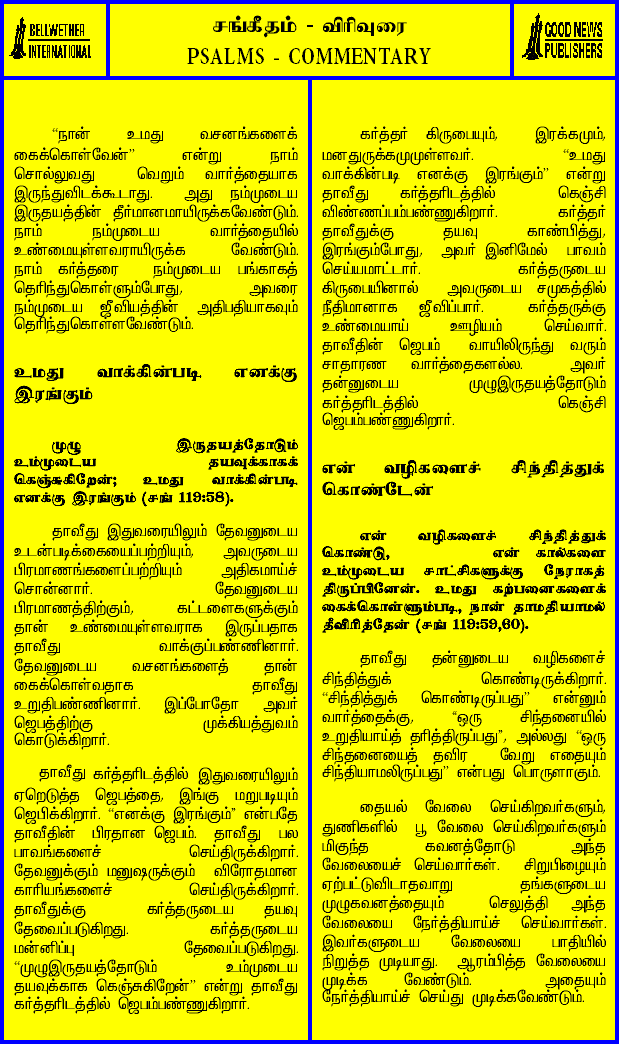 BELLWETHER
INTERNATIONAL
சங்கீதம் - விரிவுரை
PSALMS - COMMENTARY
GOOD NEWS
PUBLISHERS
“நான் உமது வசனங்களைக்
கைக்கொள்வேன்” என்று நாம்
சொல்லுவது வெறும் வார்த்தையாக
இருந்துவிடக்கூடாது. அது நம்முடைய
இருதயத்தின் தீர்மானமாயிருக்கவேண்டும்.
நாம் நம்முடைய வார்த்தையில்
உண்மையுள்ளவராயிருக்க வேண்டும்.
நாம் கர்த்தரை நம்முடைய பங்காகத்
தெரிந்துகொள்ளும்போது, அவரை
நம்முடைய ஜீவியத்தின் அதிபதியாகவும்
தெரிந்துகொள்ளவேண்டும்.
உமது வாக்கின்படி எனக்கு
இரங்கும்
முழு இருதயத்தோடும்
உம்முடைய தயவுக்காகக்
கெஞ்சுகிறேன்; உமது வாக்கின்படி
எனக்கு இரங்கும் (சங் 119:58).
தாவீது இதுவரையிலும் தேவனுடைய
உடன்படிக்கையைப்பற்றியும், அவருடைய
பிரமாணங்களைப்பற்றியும் அதிகமாய்ச்
சொன்னார். தேவனுடைய
பிரமாணத்திற்கும், கட்டளைகளுக்கும்
தான் உண்மையுள்ளவராக இருப்பதாக
தாவீது வாக்குப்பண்ணினார்.
தேவனுடைய வசனங்களைத் தான்
கைக்கொள்வதாக தாவீது
உறுதிபண்ணினார். இப்போதோ அவர்
ஜெபத்திற்கு முக்கியத்துவம்
கொடுக்கிறார்.
தாவீது கர்த்தரிடத்தில் இதுவரையிலும்
ஏறெடுத்த ஜெபத்தை, இங்கு மறுபடியும்
ஜெபிக்கிறார். “எனக்கு இரங்கும்” என்பதே
தாவீதின் பிரதான ஜெபம். தாவீது பல
பாவங்களைச் செய்திருக்கிறார்.
தேவனுக்கும் மனுஷருக்கும் விரோதமான
காரியங்களைச் செய்திருக்கிறார்.
தாவீதுக்கு கர்த்தருடைய தயவு
தேவைப்படுகிறது. கர்த்தருடைய
மன்னிப்பு தேவைப்படுகிறது.
“முழுஇருதயத்தோடும் உம்முடைய
தயவுக்காக கெஞ்சுகிறேன்” என்று தாவீது
கர்த்தரிடத்தில் ஜெபம்பண்ணுகிறார்.
கர்த்தர் கிருபையும், இரக்கமும்,
மனதுருக்கமுமுள்ளவர். “உமது
வாக்கின்படி எனக்கு இரங்கும்” என்று
தாவீது கர்த்தரிடத்தில் கெஞ்சி
விண்ணப்பம்பண்ணுகிறார். கர்த்தர்
தாவீதுக்கு தயவு காண்பித்து,
இரங்கும்போது, அவர் இனிமேல் பாவம்
செய்யமாட்டார். கர்த்தருடைய
கிருபையினால் அவருடைய சமுகத்தில்
நீதிமானாக ஜீவிப்பார். கர்த்தருக்கு
உண்மையாய் ஊழியம் செய்வார்.
தாவீதின் ஜெபம் வாயிலிருந்து வரும்
சாதாரண வார்த்தைகளல்ல. அவர்
தன்னுடைய முழுஇருதயத்தோடும்
கர்த்தரிடத்தில் கெஞ்சி
ஜெபம்பண்ணுகிறார்.
என் வழிகளைச் சிந்தித்துக்
கொண்டேன்
என் வழிகளைச் சிந்தித்துக்
கொண்டு, என் கால்களை
உம்முடைய சாட்சிகளுக்கு நேராகத்
திருப்பினேன். உமது கற்பனைகளைக்
கைக்கொள்ளும்படி, நான் தாமதியாமல்
தீவிரித்தேன் (சங் 119:59,60).
தாவீது தன்னுடைய வழிகளைச்
சிந்தித்துக் கொண்டிருக்கிறார்.
“சிந்தித்துக் கொண்டிருப்பது” என்னும்
வார்த்தைக்கு, “ஒரு சிந்தனையில்
உறுதியாய்த் தரித்திருப்பது”, அல்லது “ஒரு
சிந்தனையைத் தவிர வேறு எதையும்
சிந்தியாமலிருப்பது” என்பது பொருளாகும்.
தையல் வேலை செய்கிறவர்களும்,
துணிகளில் பூ வேலை செய்கிறவர்களும்
மிகுந்த கவனத்தோடு அந்த
வேலையைச் செய்வார்கள். சிறுபிழையும்
ஏற்பட்டுவிடாதவாறு தங்களுடைய
முழுகவனத்தையும் செலுத்தி அந்த
வேலையை நேர்த்தியாய்ச் செய்வார்கள்.
இவர்களுடைய வேலையை பாதியில்
நிறுத்த முடியாது. ஆரம்பித்த வேலையை
முடிக்க வேண்டும். அதையும்
நேர்த்தியாய்ச் செய்து முடிக்கவேண்டும்.